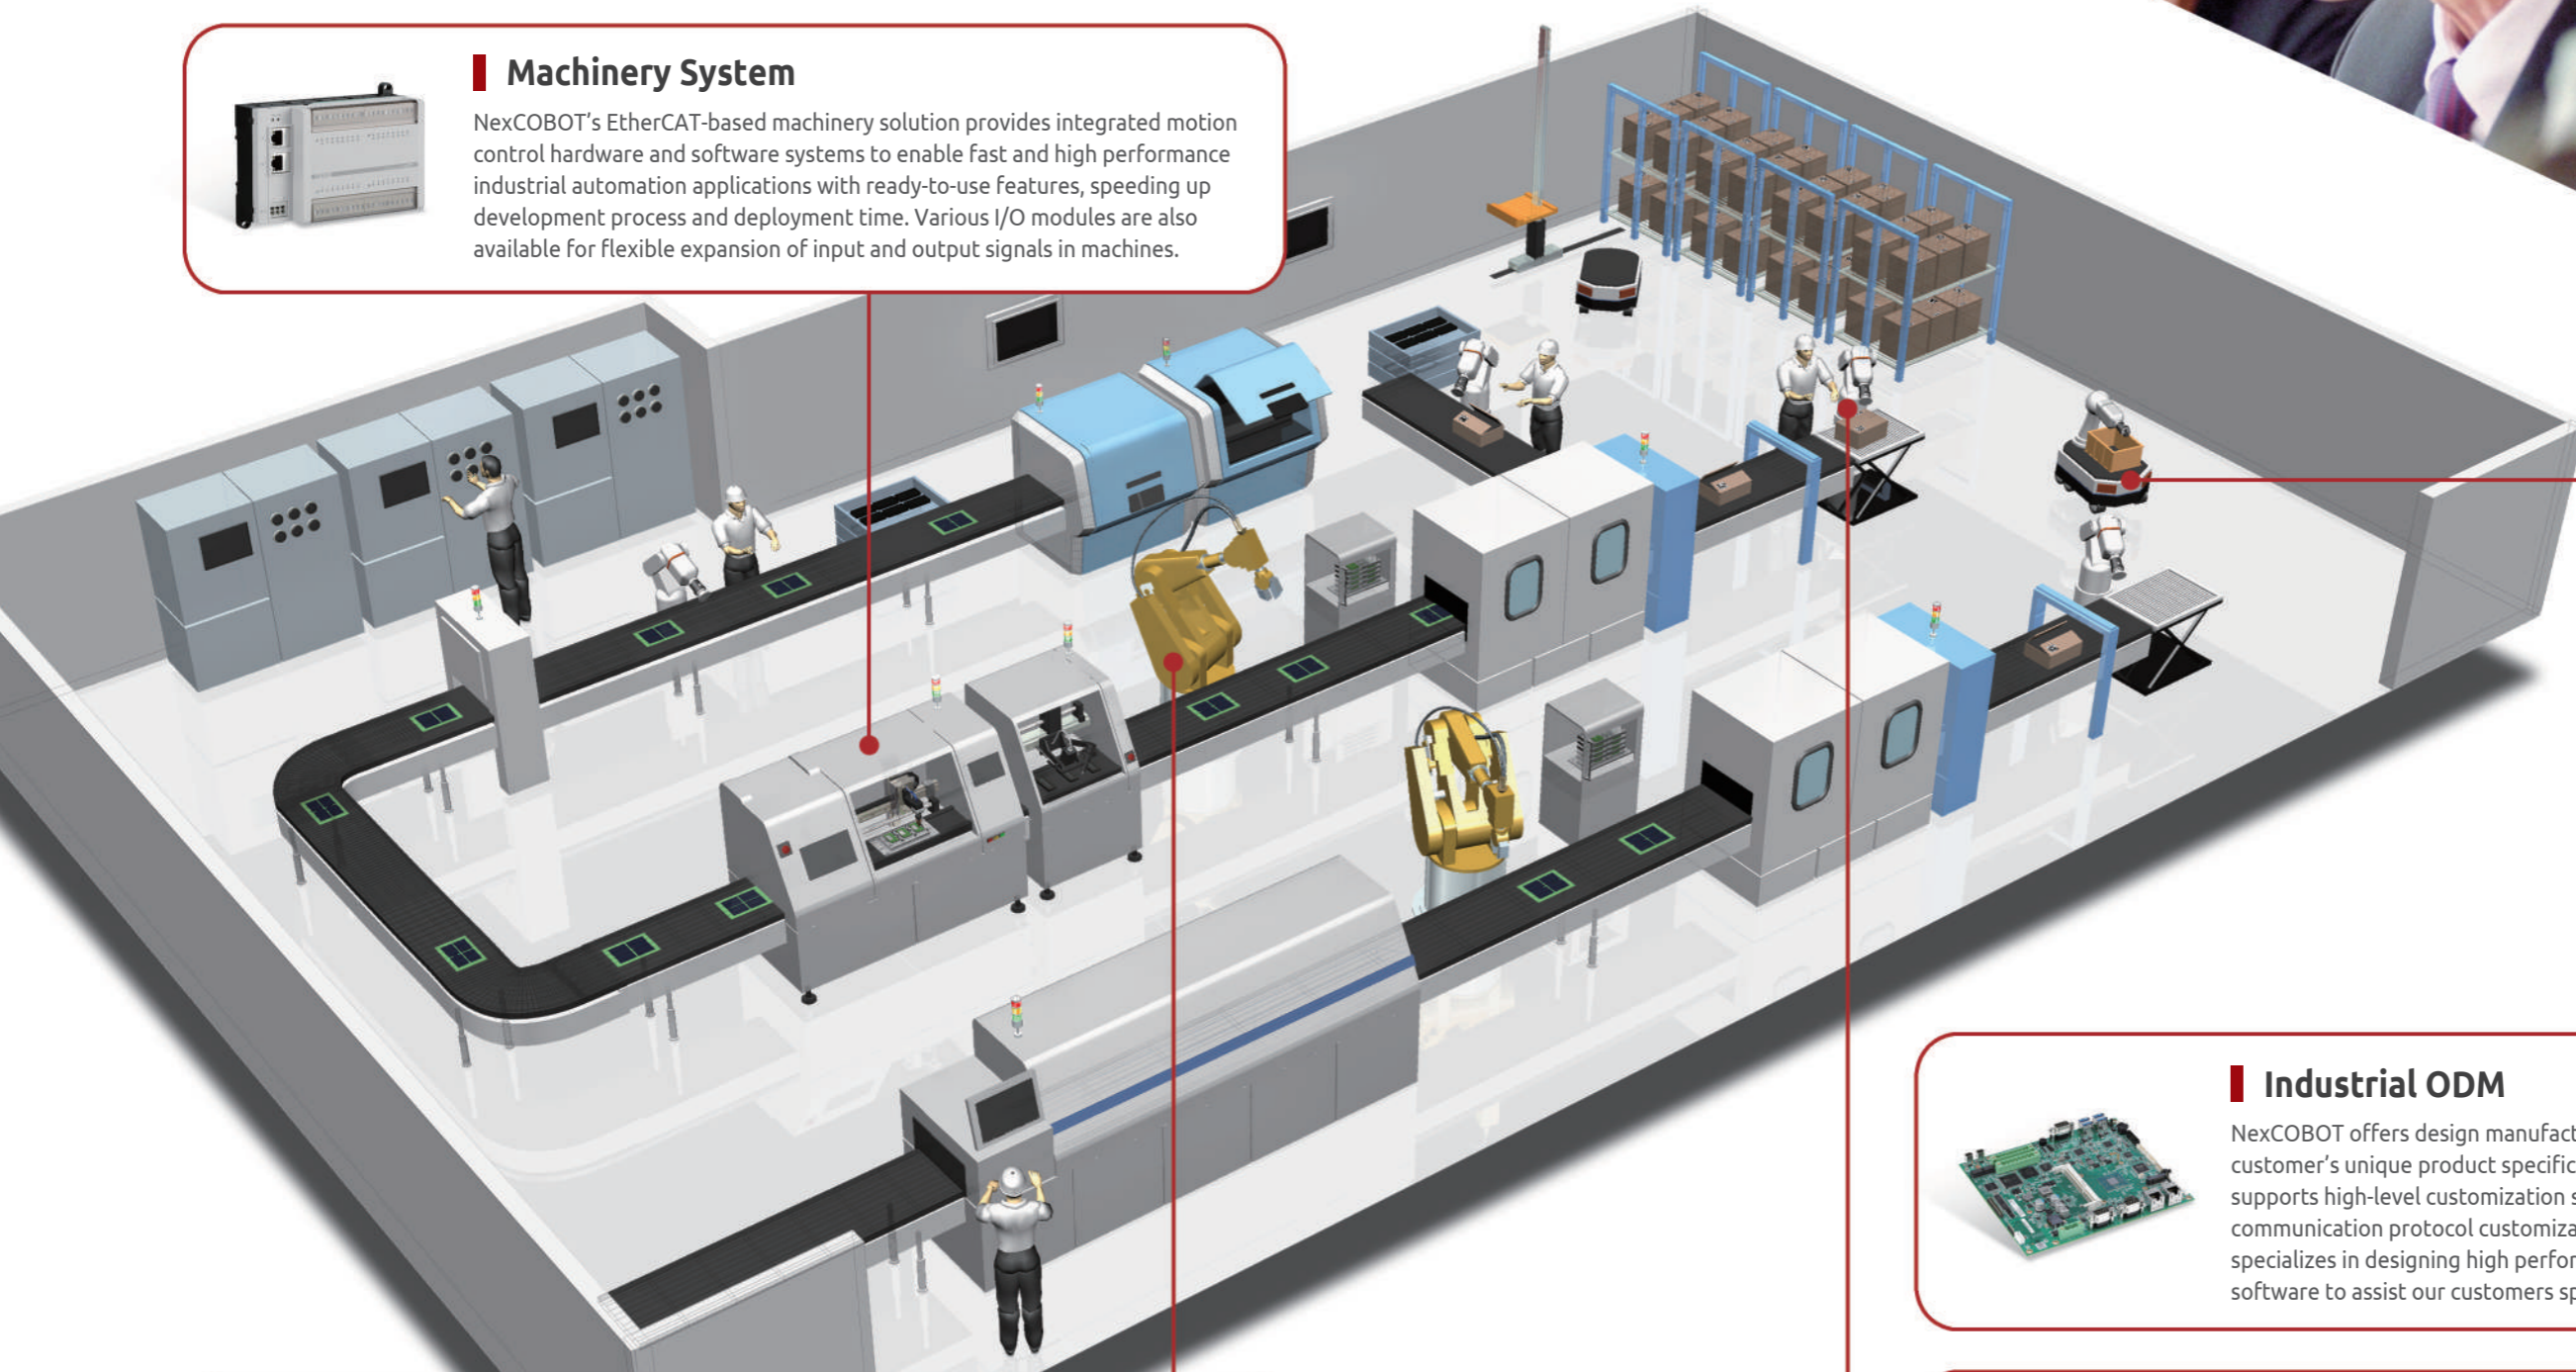 Machinery System
NexCOBOT’s EtherCAT-based machinery solution provides integrated motion
control hardware and software systems to enable fast and high performance
industrial automation applications with ready-to-use features, speeding up
development process and deployment time. Various I/O modules are also
available for flexible expansion of input and output signals in machines.
Industrial ODM
NexCOBOT offers design manufact
customer’s unique product specific
supports high-level customization s
communication protocol customiza
specializes in designing high perfor
software to assist our customers sp